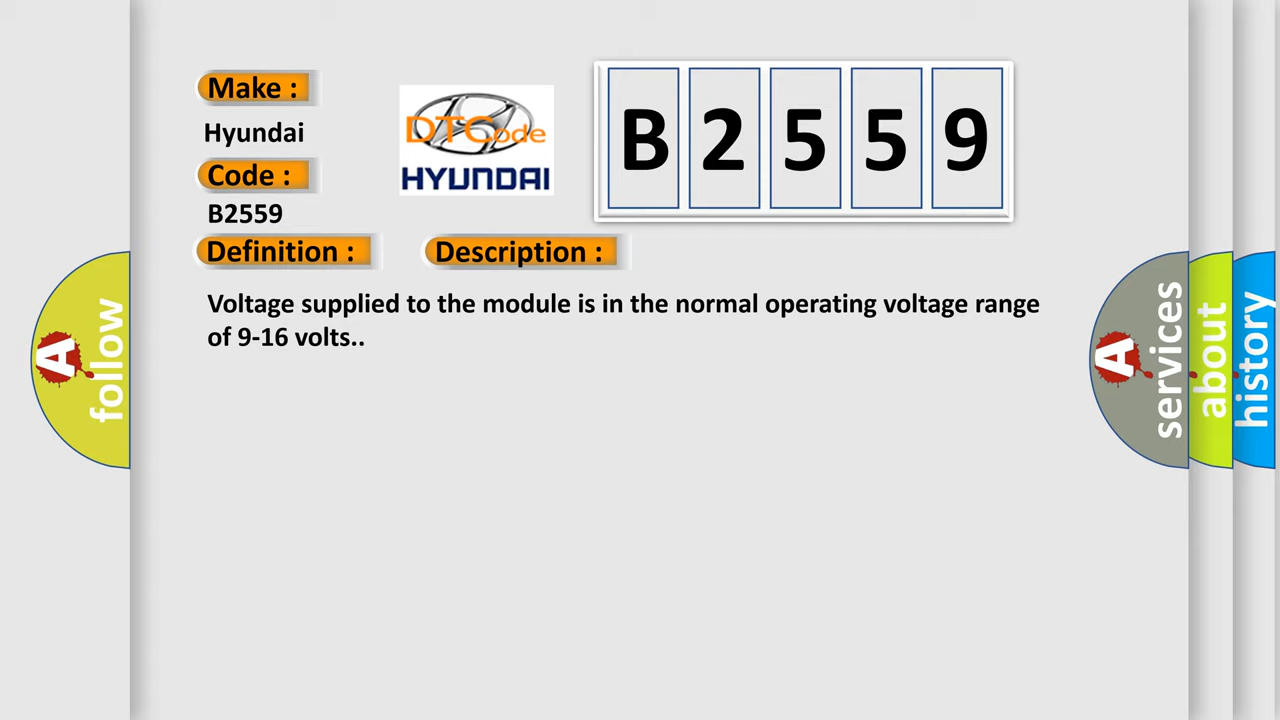 Make :
Hyundai
Code :
B2559
Definition :
Description :
Voltage supplied to the module is in the normal operating voltage range
of 9-16 volts..
DTCode
HYUNDAI
B 2 5 5 9
A follow
A services
about
history